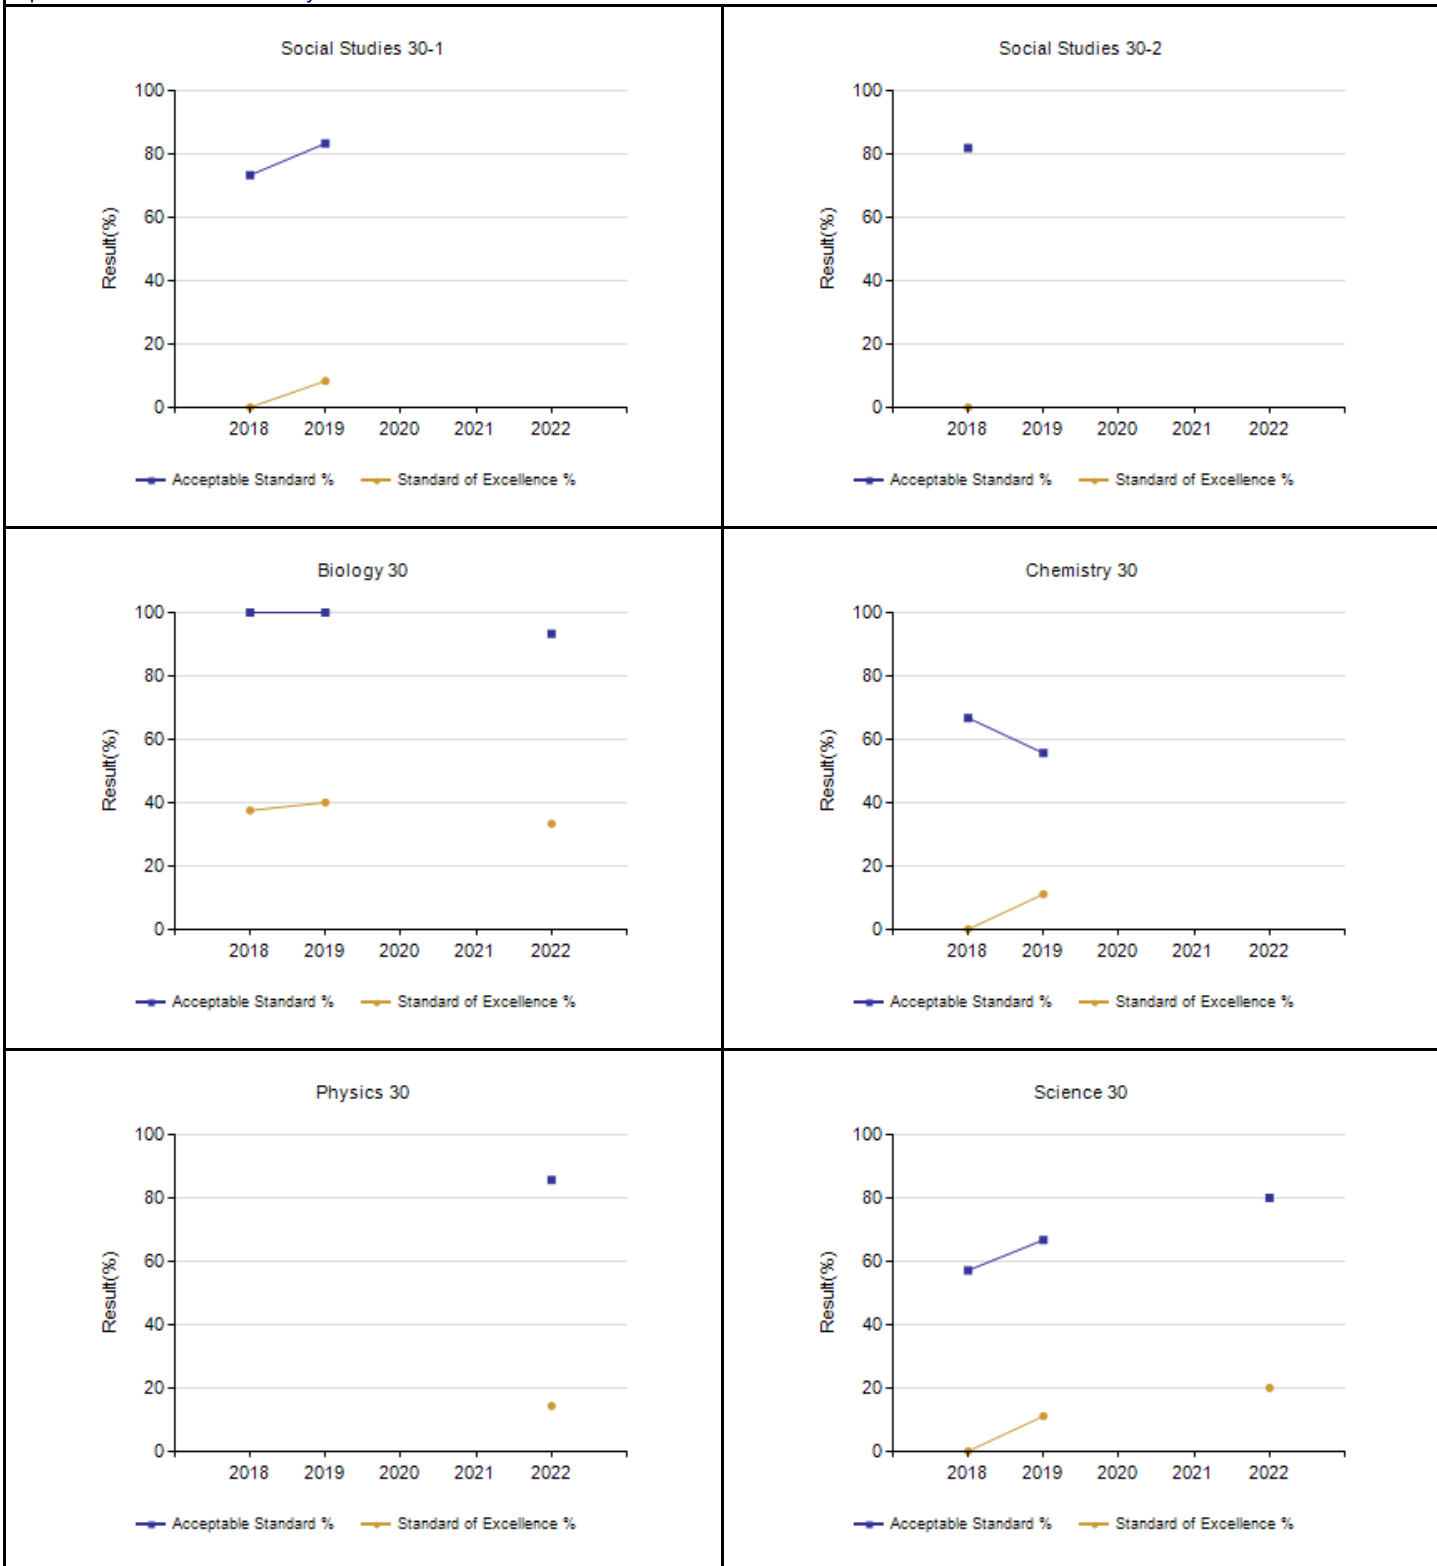 Social Studies 30-1
100
80
60
40
20
0
Result(%)
2018 2019 2020 2021 2022
Acceptable Standard % Standard of Excellence %
Social Studies 30-2
100
80
60
40
20
0
Result(%)
2018 2019 2020 2021 2022
Acceptable Standard % Standard of Excellence %
Biology 30
100
80
60
40
20
0
Result(%)
2018 2019 2020 2021 2022
Acceptable Standard % Standard of Excellence %
Chemistry 30
100
80
60
40
20
0
Result(%)
2018 2019 2020 2021 2022
Acceptable Standard % Standard of Excellence %
Physics 30
100
80
60
40
20
0
Result(%)
2018 2019 2020 2021 2022
Acceptable Standard % Standard of Excellence %
Science 30
100
80
60
40
20
0
Result(%)
2018 2019 2020 2021 2022
Acceptable Standard % Standard of Excellence %